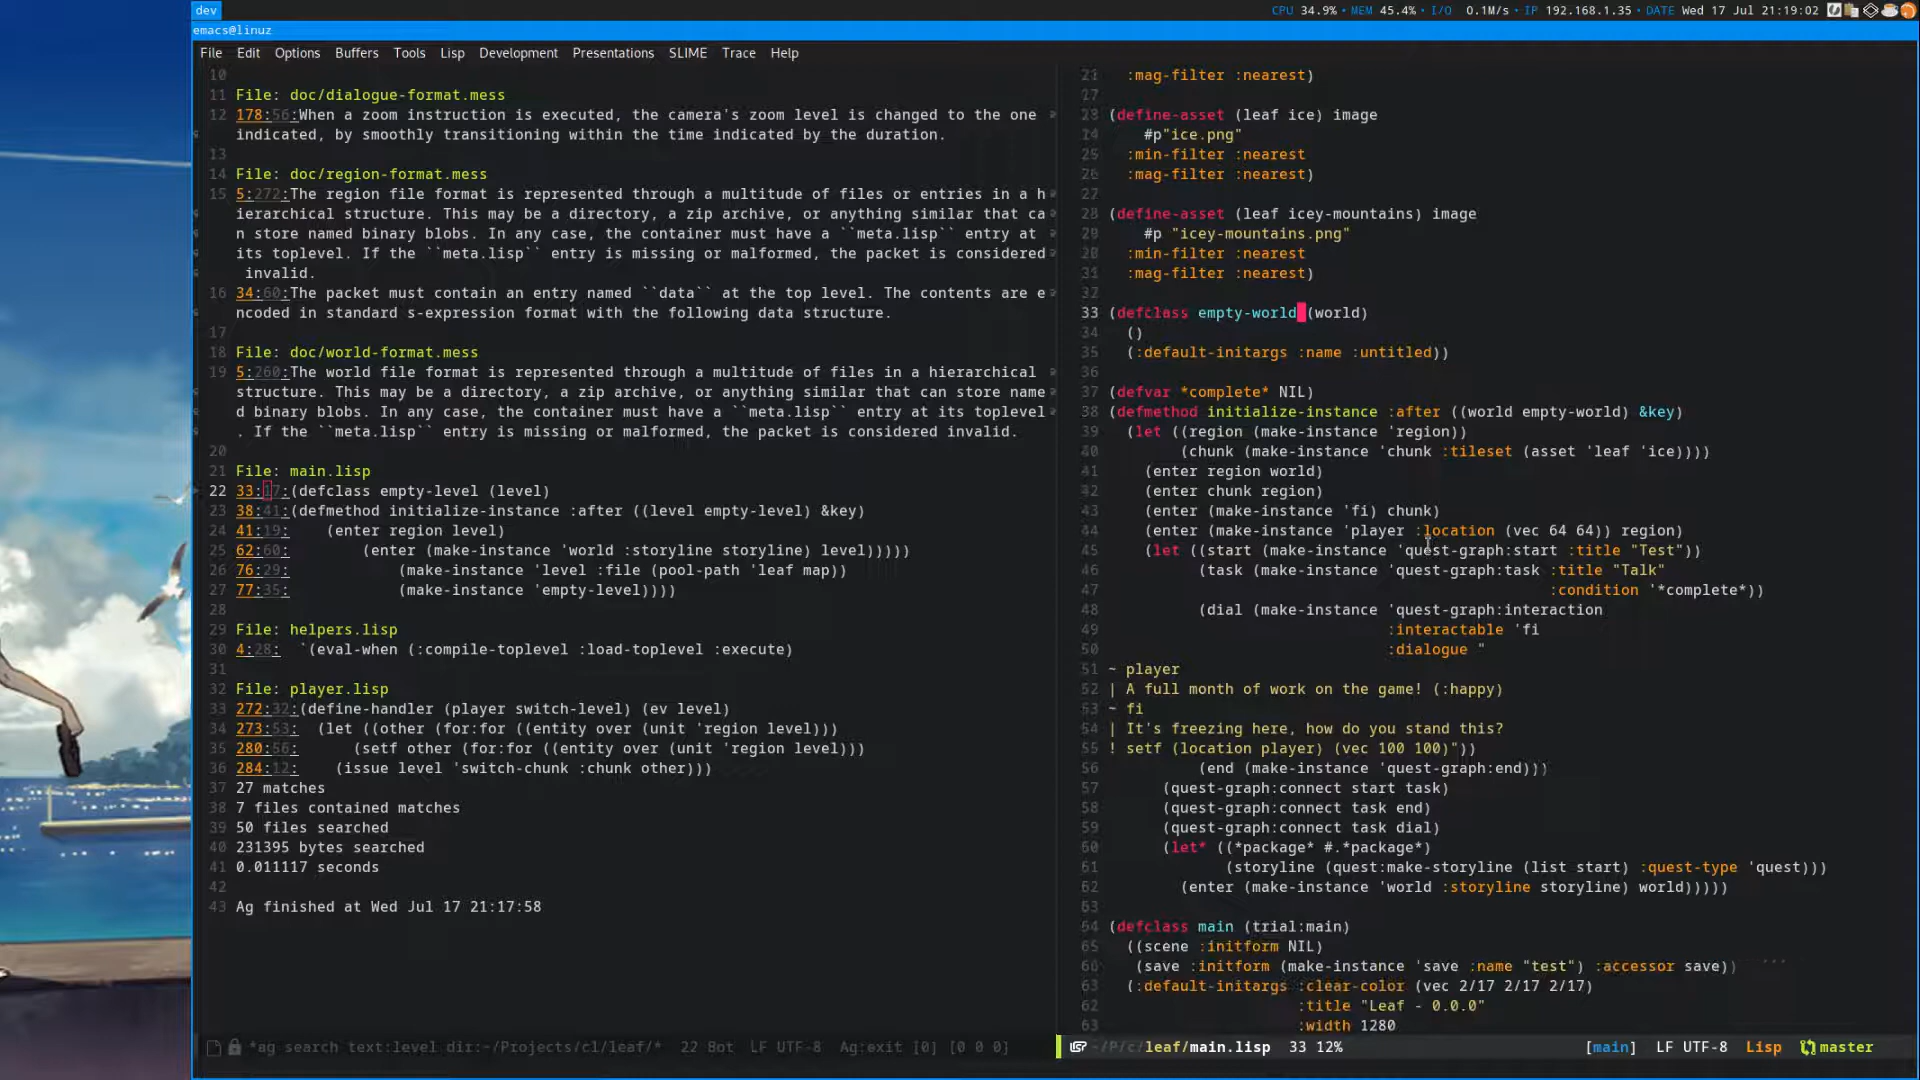 dev
CPU 34.9% • MEM 45.4% • I/O 0.1M/s • IP 192.168.1.35 • DATE Wed 17 Jul 21:19:02
emacs@linuz
File Edit Options Buffers Tools Lisp Development Presentations SLIME Trace Help
10
11 File: doc/dialogue-format.mess
12 178:56:When a zoom instruction is executed, the camera's zoom level is changed to the one
indicated, by smoothly transitioning within the time indicated by the duration.
13
14 File: doc/region-format.mess
15 5:272:The region file format is represented through a multitude of files or entries in a h
ierarchical structure. This may be a directory, a zip archive, or anything similar that ca
n store named binary blobs. In any case, the container must have a ``meta.lisp`` entry at
its toplevel. If the ``meta.lisp`` entry is missing or malformed, the packet is considered
invalid.
16 34:60:The packet must contain an entry named ``data`` at the top level. The contents are e
ncoded in standard s-expression format with the following data structure.
17
18 File: doc/world-format.mess
19 5:260:The world file format is represented through a multitude of files in a hierarchical
structure. This may be a directory, a zip archive, or anything similar that can store name
d binary blobs. In any case, the container must have a ``meta.lisp`` entry at its toplevel
. If the ``meta.lisp`` entry is missing or malformed, the packet is considered invalid.
20
21 File: main.lisp
22 33:17:(defclass empty-level (level)
23 38:41:(defmethod initialize-instance :after ((level empty-level) &key)
24 41:19:    (enter region level)
25 62:60:        (enter (make-instance 'world :storyline storyline) level)))))
26 76:29:            (make-instance 'level :file (pool-path 'leaf map))
27 77:35:            (make-instance 'empty-level))))
28
29 File: helpers.lisp
30 4:28:  `(eval-when (:compile-toplevel :load-toplevel :execute)
31
32 File: player.lisp
33 272:32:(define-handler (player switch-level) (ev level)
34 273:53:  (let ((other (for:for ((entity over (unit 'region level)))
35 280:56:      (setf other (for:for ((entity over (unit 'region level)))
36 284:12:    (issue level 'switch-chunk :chunk other)))
37 27 matches
38 7 files contained matches
39 50 files searched
40 231395 bytes searched
41 0.011117 seconds
42
43 Ag finished at Wed Jul 17 21:17:58
*ag search text:level dir:~/Projects/cl/leaf/* 22 Bot LF UTF-8 Ag:exit [0] [0 0 0]
:mag-filter :nearest)
(define-asset (leaf ice) image
#p"ice.png"
:min-filter :nearest
:mag-filter :nearest)
27
28 (define-asset (leaf icey-mountains) image
#p "icey-mountains.png"
:min-filter :nearest
31 :mag-filter :nearest)
32
33 (defclass empty-world (world)
34 ()
35 (:default-initargs :name :untitled))
36
37 (defvar *complete* NIL)
38 (defmethod initialize-instance :after ((world empty-world) &key)
39 (let ((region (make-instance 'region))
40 (chunk (make-instance 'chunk :tileset (asset 'leaf 'ice))))
41 (enter region world)
42 (enter chunk region)
43 (enter (make-instance 'fi) chunk)
44 (enter (make-instance 'player :location (vec 64 64)) region)
45 (let ((start (make-instance 'quest-graph:start :title "Test"))
46 (task (make-instance 'quest-graph:task :title "Talk"
47 :condition '*complete*))
48 (dial (make-instance 'quest-graph:interaction
49 :interactable 'fi
50 :dialogue "
51 ~ player
52 | A full month of work on the game! (:happy)
53 ~ fi
54 | It's freezing here, how do you stand this?
55 ! setf (location player) (vec 100 100)"))
56 (end (make-instance 'quest-graph:end)))
57 (quest-graph:connect start task)
58 (quest-graph:connect task end)
59 (quest-graph:connect task dial)
60 (let* ((*package* #.*package*)
61 (storyline (quest:make-storyline (list start) :quest-type 'quest)))
62 (enter (make-instance 'world :storyline storyline) world)))))
63
64 (defclass main (trial:main)
65 ((scene :initform NIL)
(save :initform (make-instance 'save :name "test") :accessor save))
(:default-initargs :clear-color (vec 2/17 2/17 2/17)
:title "Leaf - 0.0.0"
:width 1280
~/P/c/leaf/main.lisp 33 12% [main] LF UTF-8 Lisp master